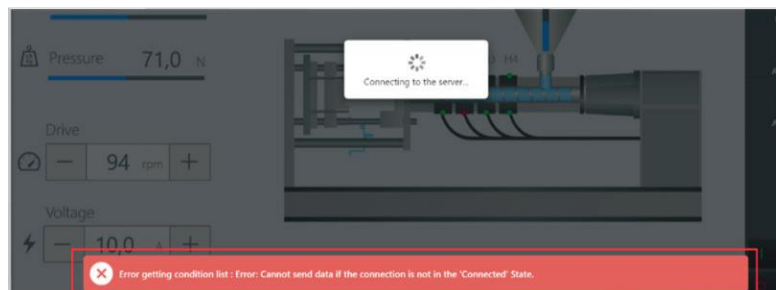 Pressure 71,0 N
Connecting to the server...
H4
Drive
94 rpm
Voltage
10,0 A
Error getting condition list : Error: Cannot send data if the connection is not in the 'Connected' State.